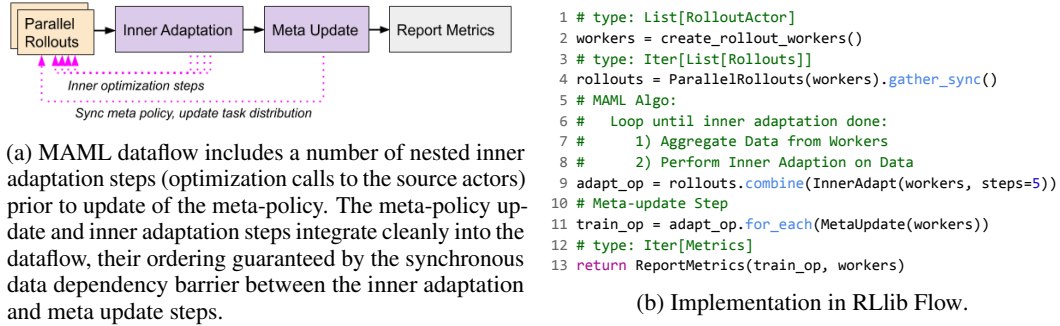 Parallel
Rollouts
Inner Adaptation
Meta Update
Report Metrics
Inner optimization steps
Sync meta policy, update task distribution
(a) MAML dataflow includes a number of nested inner
adaptation steps (optimization calls to the source actors)
prior to update of the meta-policy. The meta-policy up-
date and inner adaptation steps integrate cleanly into the
dataflow, their ordering guaranteed by the synchronous
data dependency barrier between the inner adaptation
and meta update steps.
1 # type: List[RolloutActor]
2 workers = create_rollout_workers()
3 # type: Iter[List[Rollouts]]
4 rollouts = ParallelRollouts(workers).gather_sync()
5 # MAML Algo:
6 #   Loop until inner adaptation done:
7 #       1) Aggregate Data from Workers
8 #       2) Perform Inner Adaption on Data
9 adapt_op = rollouts.combine(InnerAdapt(workers, steps=5))
10 # Meta-update Step
11 train_op = adapt_op.for_each(MetaUpdate(workers))
12 # type: Iter[Metrics]
13 return ReportMetrics(train_op, workers)
(b) Implementation in RLlib Flow.